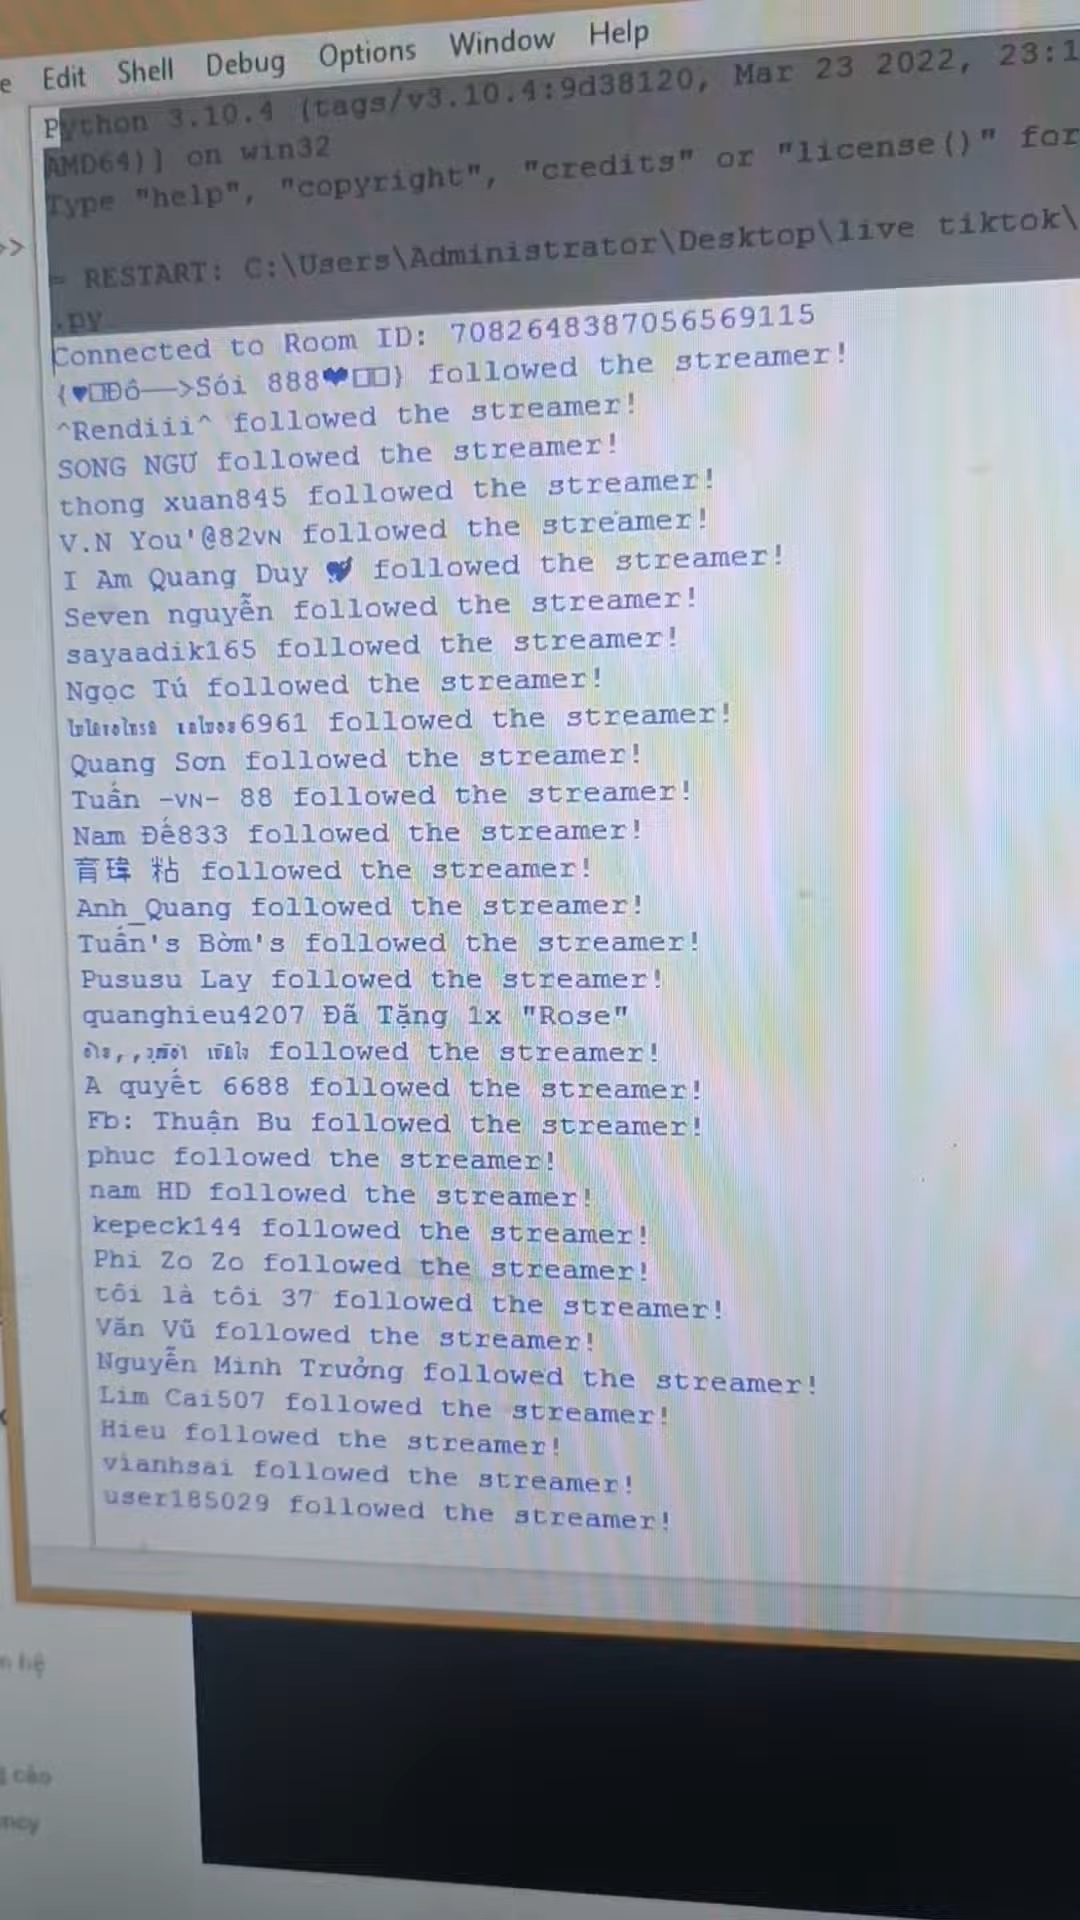 Edit Shell Debug Options Window Help
Python 3.10.4 (tags/v3.10.4:9d38120, Mar 23 2022, 23:1
AMD64)] on win32
Type "help", "copyright", "credits" or "license()" for
>>
= RESTART: C:\Users\Administrator\Desktop\live tiktok\
.py
Connected to Room ID: 7082648387056569115
{♥□Đô—–>Sói 888❤□□} followed the streamer!
^Rendiii^ followed the streamer!
SONG NGƯ followed the streamer!
thong xuan845 followed the streamer!
V.N You'@82VN followed the streamer!
I Am Quang Duy 💘 followed the streamer!
Seven nguyễn followed the streamer!
sayaadik165 followed the streamer!
Ngọc Tú followed the streamer!
6961 followed the streamer!
Quang Sơn followed the streamer!
Tuấn -VN- 88 followed the streamer!
Nam Đế833 followed the streamer!
育瑋 粘 followed the streamer!
Anh_Quang followed the streamer!
Tuấn's Bờm's followed the streamer!
Pususu Lay followed the streamer!
quanghieu4207 Đã Tặng 1x "Rose"
followed the streamer!
A quyết 6688 followed the streamer!
Fb: Thuận Bu followed the streamer!
phuc followed the streamer!
nam HD followed the streamer!
kepeck144 followed the streamer!
Phi Zo Zo followed the streamer!
tôi là tôi 37 followed the streamer!
Văn Vũ followed the streamer!
Nguyễn Minh Trưởng followed the streamer!
Lim Cai507 followed the streamer!
Hieu followed the streamer!
vianhsai followed the streamer!
user185029 followed the streamer!
hệ
cáo